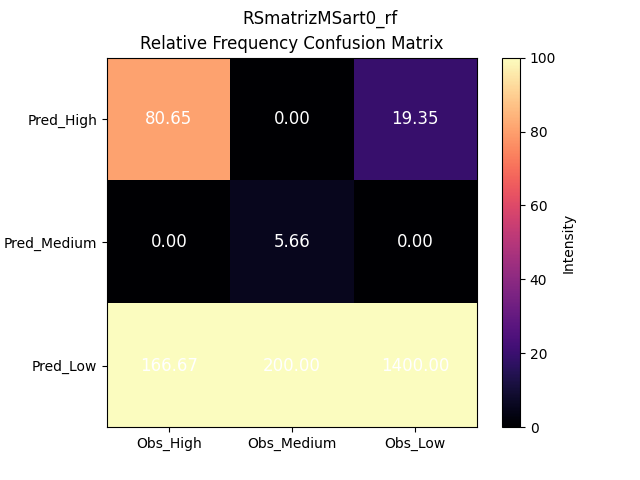 RSmatrizMSart0_rf
Relative Frequency Confusion Matrix
100
Pred_High 80.65 0.00 19.35
80
60
Pred_Medium 0.00 5.66 0.00
Intensity
40
20
Pred_Low 166.67 200.00 1400.00
0
Obs_High Obs_Medium Obs_Low